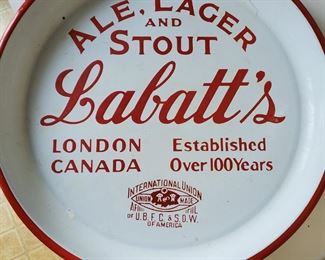 ALE, LAGER
AND
STOUT
Labatt's
LONDON Established
CANADA Over 100 Years
INTERNATIONAL UNION
UNION MADE
OF U.B.F.C. & S.D.W.
OF AMERICA